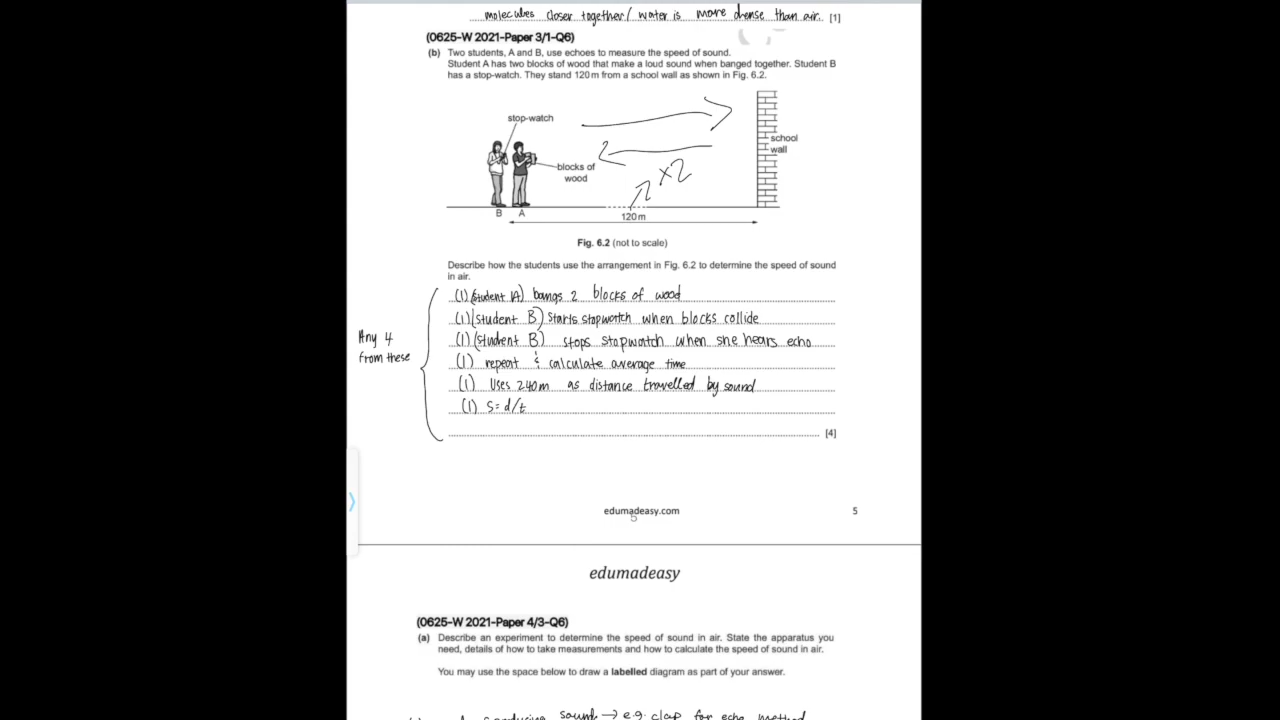 molecules closer together/ water is more dense than air. [1]
(0625-W 2021-Paper 3/1-Q6)
(b) Two students, A and B, use echoes to measure the speed of sound.
Student A has two blocks of wood that make a loud sound when banged together. Student B
has a stop-watch. They stand 120 m from a school wall as shown in Fig. 6.2.
stop-watch
school
wall
blocks of
wood
×2
B A
120 m
Fig. 6.2 (not to scale)
Describe how the students use the arrangement in Fig. 6.2 to determine the speed of sound
in air.
(1) (student A) bangs 2 blocks of wood
(1) (student B) starts stopwatch when blocks collide
Any 4
from these
(1) (student B) stops stopwatch when she hears echo
(1) repeat & calculate average time
(1) Uses 240m as distance travelled by sound
(1) S = d/t
[4]
edumadeasy.com
5
5
edumadeasy
(0625-W 2021-Paper 4/3-Q6)
(a) Describe an experiment to determine the speed of sound in air. State the apparatus you
need, details of how to take measurements and how to calculate the speed of sound in air.
You may use the space below to draw a labelled diagram as part of your answer.
sound → e.g. clap for echo method